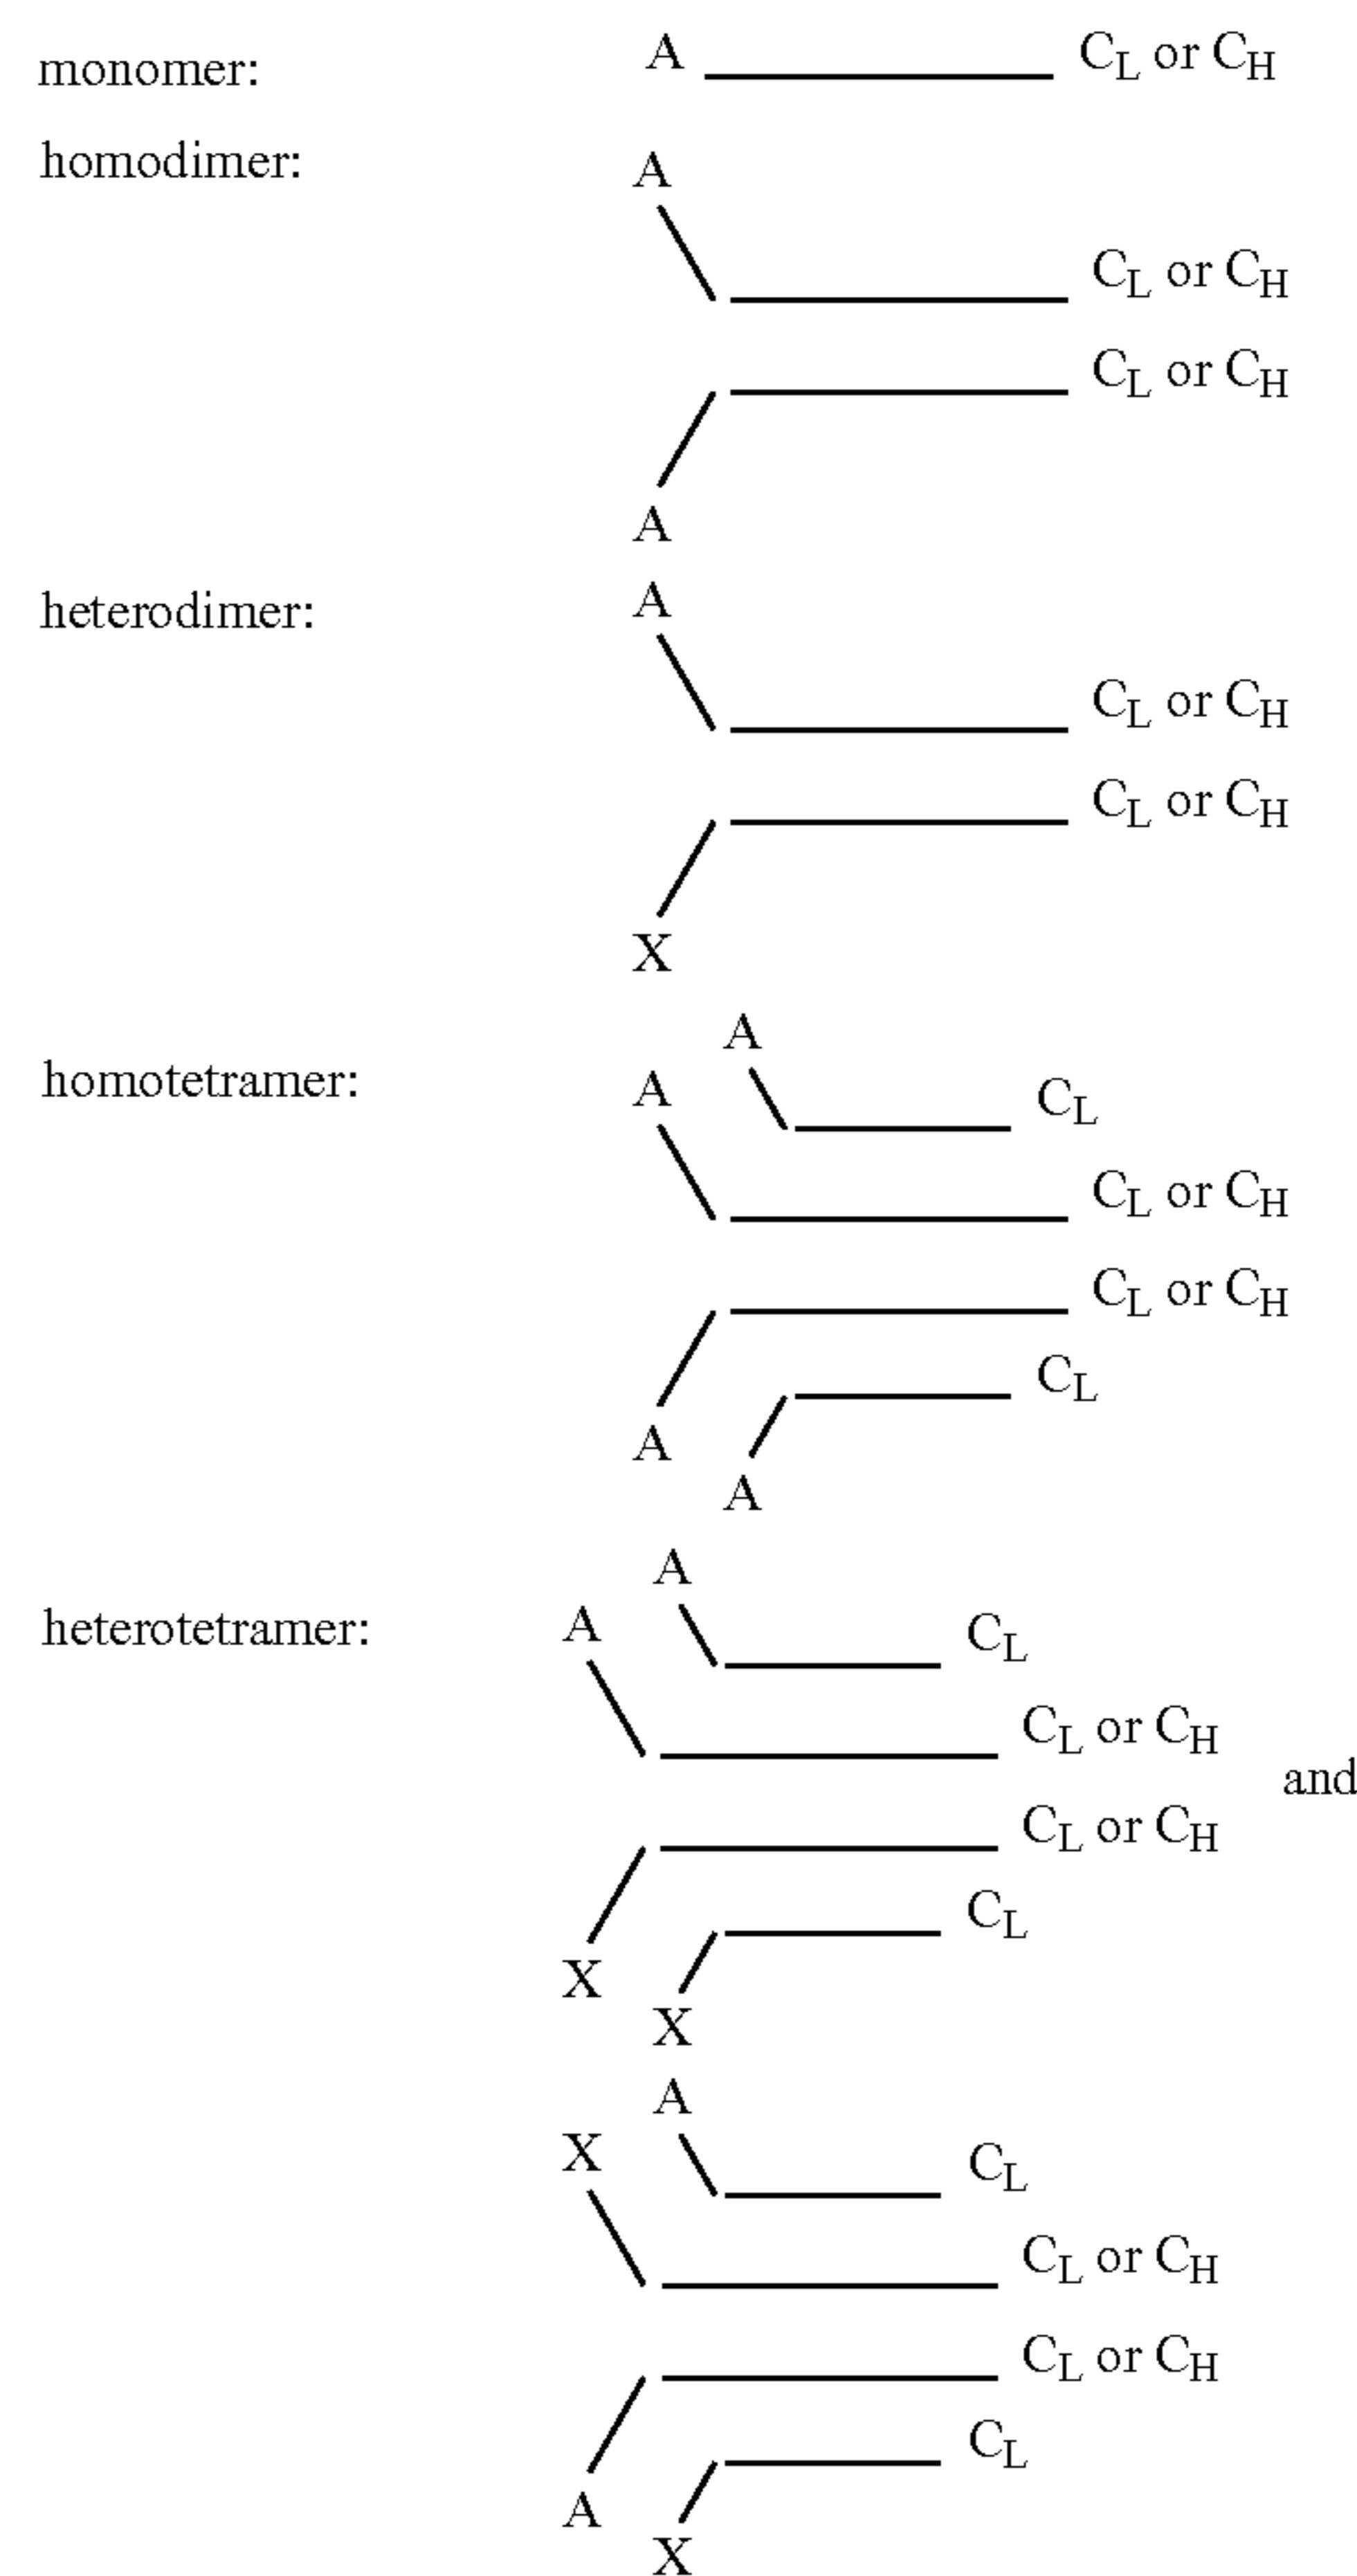 monomer: A C_L or C_H
homodimer: A
C_L or C_H
C_L or C_H
A
heterodimer: A
C_L or C_H
C_L or C_H
X
A
homotetramer: A C_L
C_L or C_H
C_L or C_H
C_L
A
A
A
heterotetramer: A C_L
C_L or C_H
and
C_L or C_H
C_L
X
X
A
X C_L
C_L or C_H
C_L or C_H
C_L
A
X